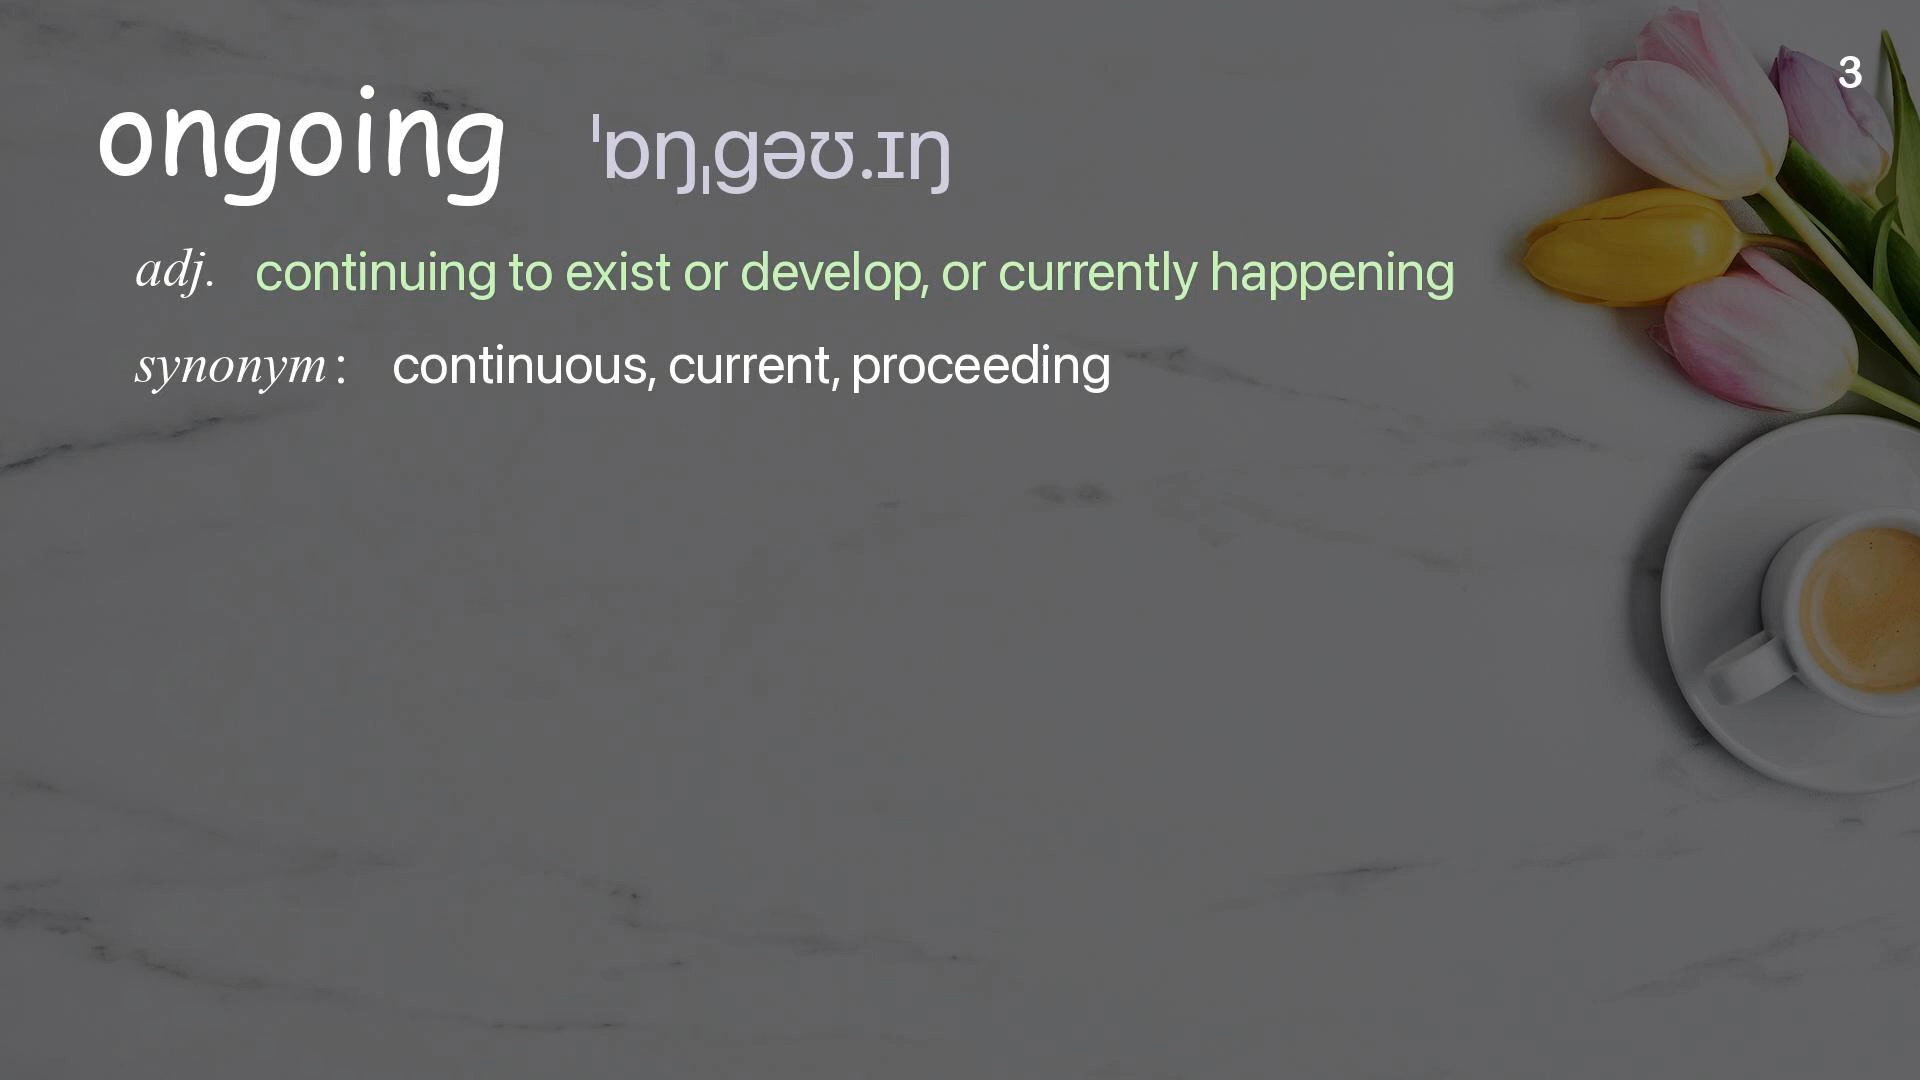 3
ongoing ˈɒŋˌɡəʊ.ɪŋ
adj. continuing to exist or develop, or currently happening
synonym : continuous, current, proceeding